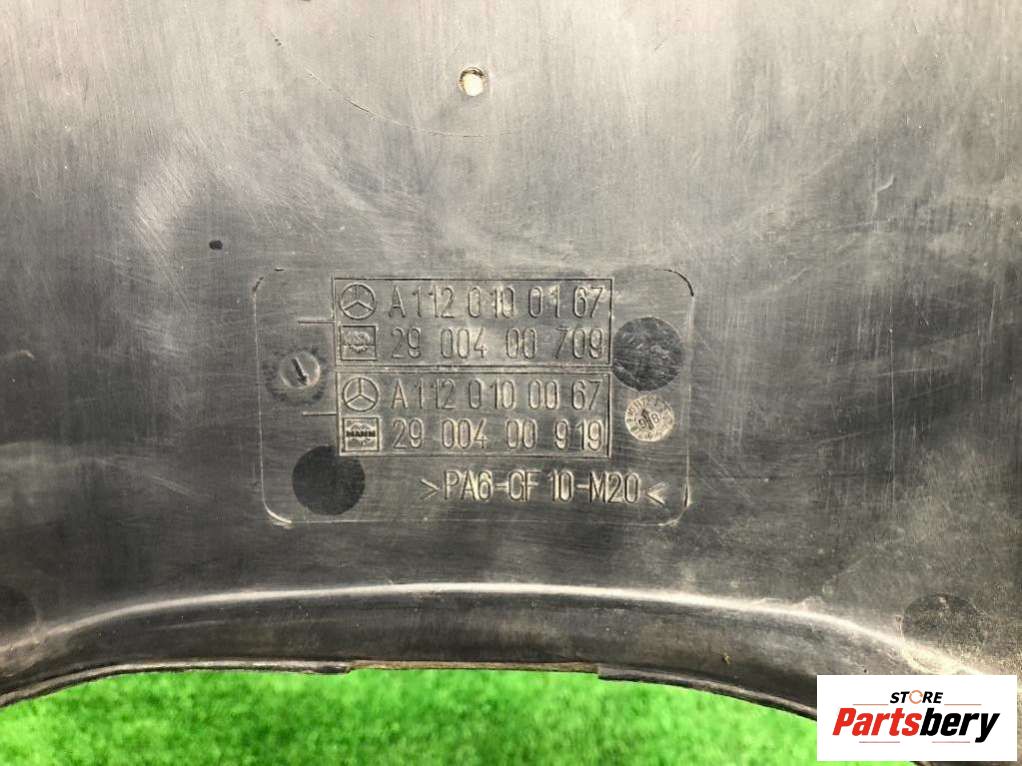 A 112 010 01 67
29 004 00 709
A 112 010 00 67
MANN
29 004 00 919
>PA6-GF 10-M20<
STORE
Partsbery